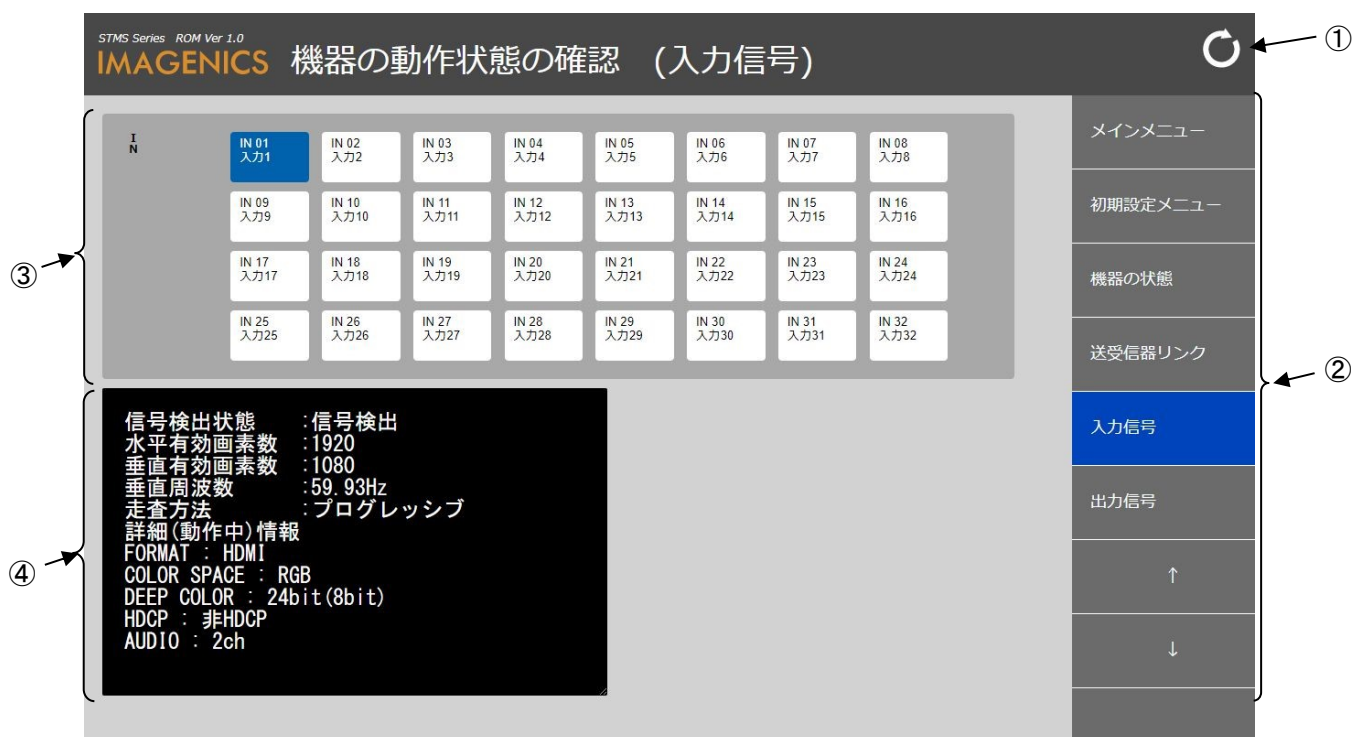 STMS Series ROM Ver 1.0
IMAGENICS 機器の動作状態の確認 (入力信号)
①
②
③
④
IN
IN 01
入力1
IN 02
入力2
IN 03
入力3
IN 04
入力4
IN 05
入力5
IN 06
入力6
IN 07
入力7
IN 08
入力8
IN 09
入力9
IN 10
入力10
IN 11
入力11
IN 12
入力12
IN 13
入力13
IN 14
入力14
IN 15
入力15
IN 16
入力16
IN 17
入力17
IN 18
入力18
IN 19
入力19
IN 20
入力20
IN 21
入力21
IN 22
入力22
IN 23
入力23
IN 24
入力24
IN 25
入力25
IN 26
入力26
IN 27
入力27
IN 28
入力28
IN 29
入力29
IN 30
入力30
IN 31
入力31
IN 32
入力32
信号検出状態 :信号検出
水平有効画素数 :1920
垂直有効画素数 :1080
垂直周波数 :59.93Hz
走査方法 :プログレッシブ
詳細(動作中)情報
FORMAT : HDMI
COLOR SPACE : RGB
DEEP COLOR : 24bit(8bit)
HDCP : 非HDCP
AUDIO : 2ch
メインメニュー
初期設定メニュー
機器の状態
送受信器リンク
入力信号
出力信号
↑
↓